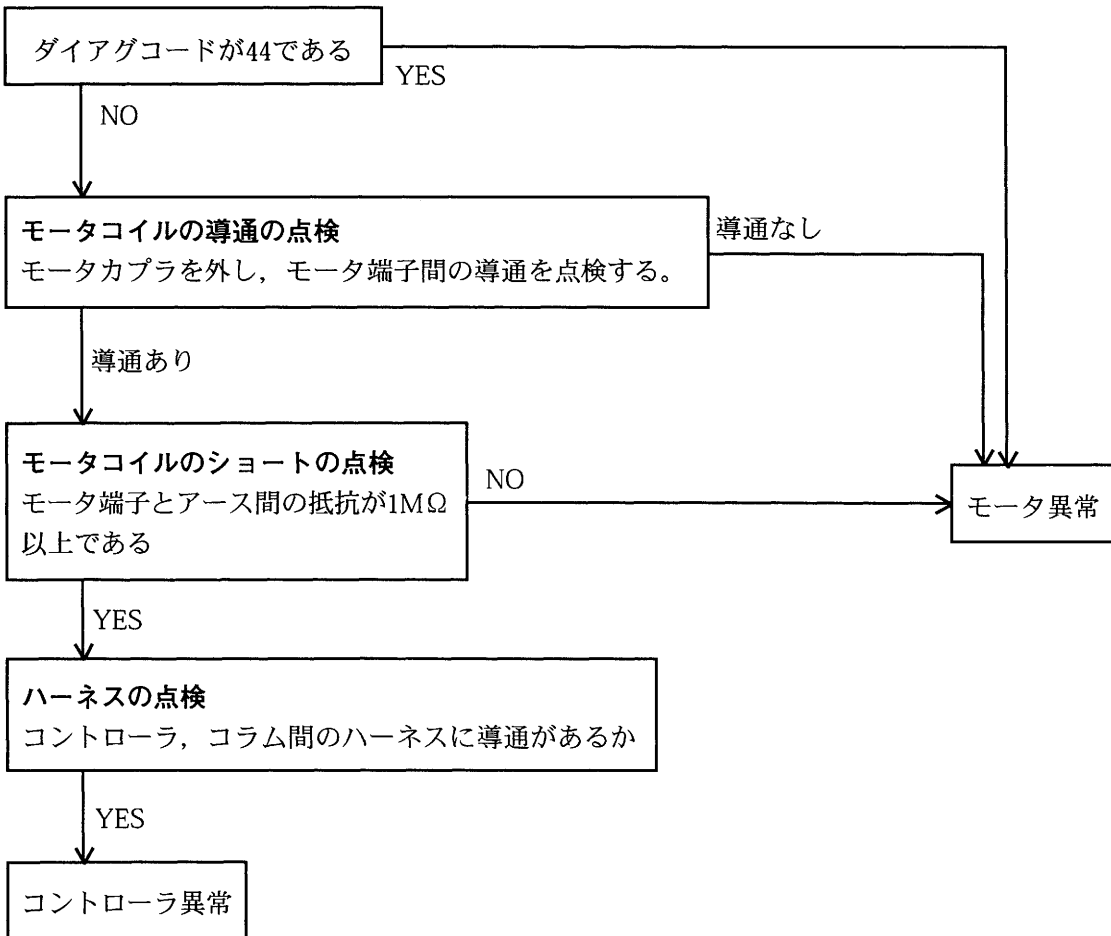 ダイアグコードが44である
YES
NO
モータコイルの導通の点検
モータカプラを外し，モータ端子間の導通を点検する。
導通なし
導通あり
モータコイルのショートの点検
モータ端子とアース間の抵抗が1MΩ
以上である
NO
モータ異常
YES
ハーネスの点検
コントローラ，コラム間のハーネスに導通があるか
YES
コントローラ異常